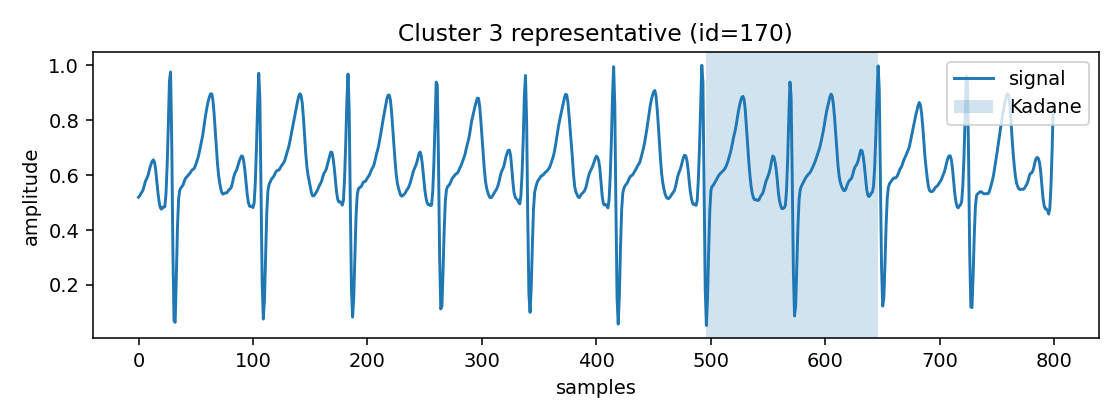 Cluster 3 representative (id=170)
1.0
0.8
0.6
0.4
0.2
amplitude
signal
Kadane
0 100 200 300 400 500 600 700 800
samples